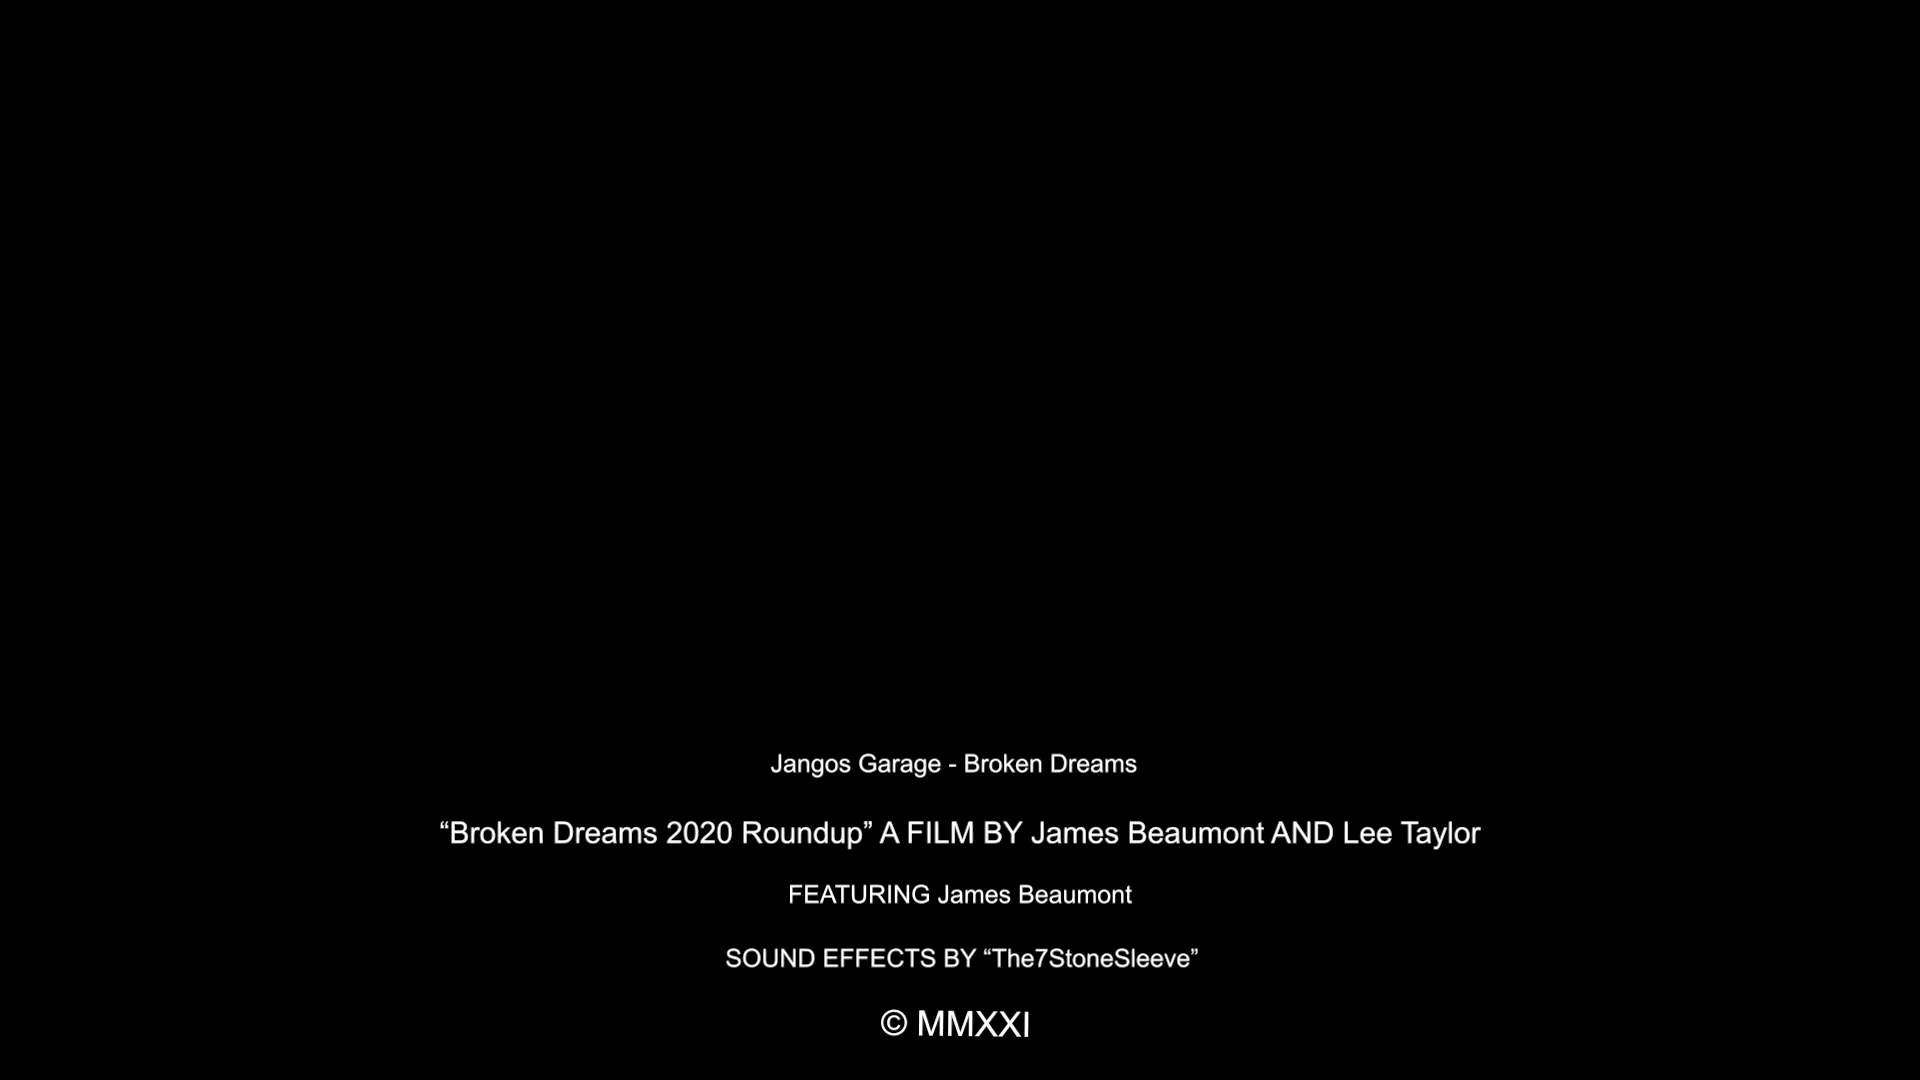 Jangos Garage - Broken Dreams
“Broken Dreams 2020 Roundup” A FILM BY James Beaumont AND Lee Taylor
FEATURING James Beaumont
SOUND EFFECTS BY “The7StoneSleeve”
© MMXXI